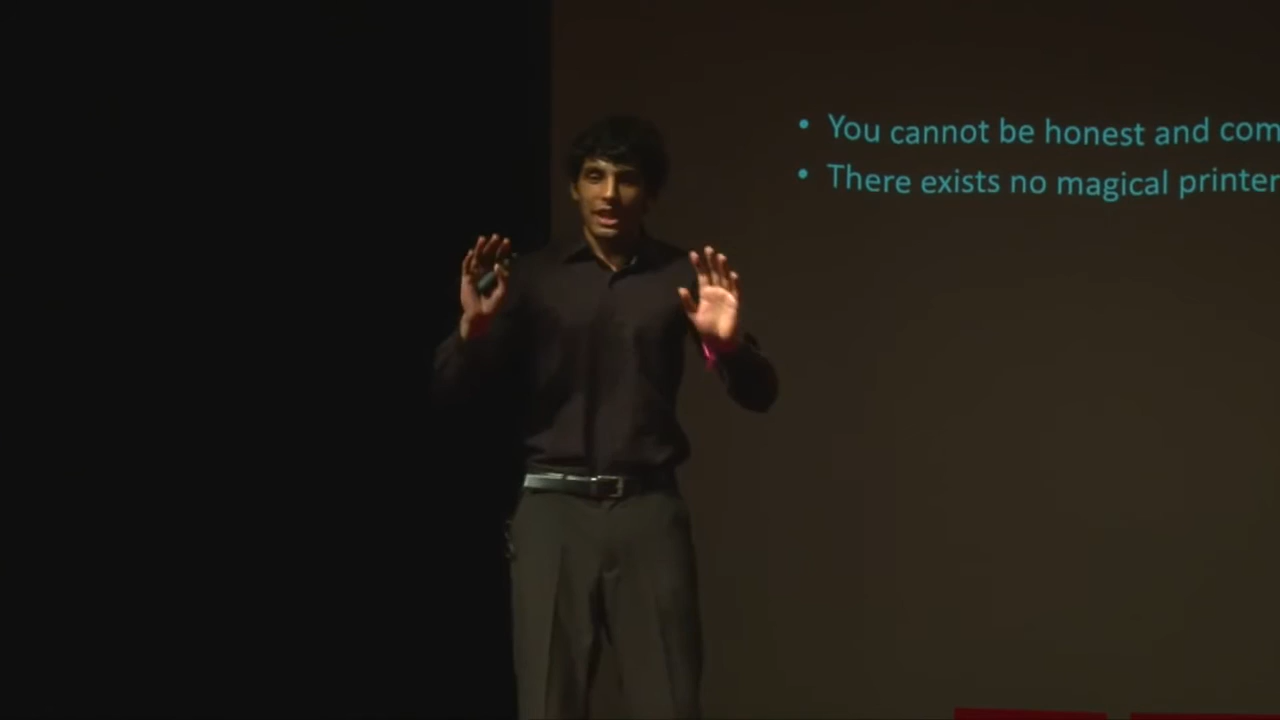 • You cannot be honest and com
• There exists no magical printer